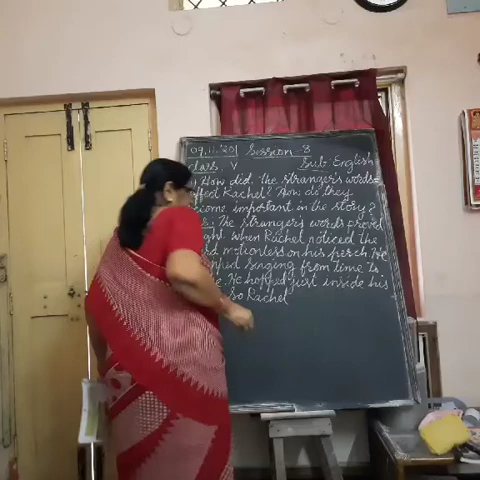 09.11.20 Session-8
Class V Sub. English
How did the stranger's words
affect Rachel? How do they
become important in the story?
The stranger's words proved
right when Rachel noticed the
bird motionless on his perch. He
stopped singing from time to
time. He hopped just inside his
So Rachel